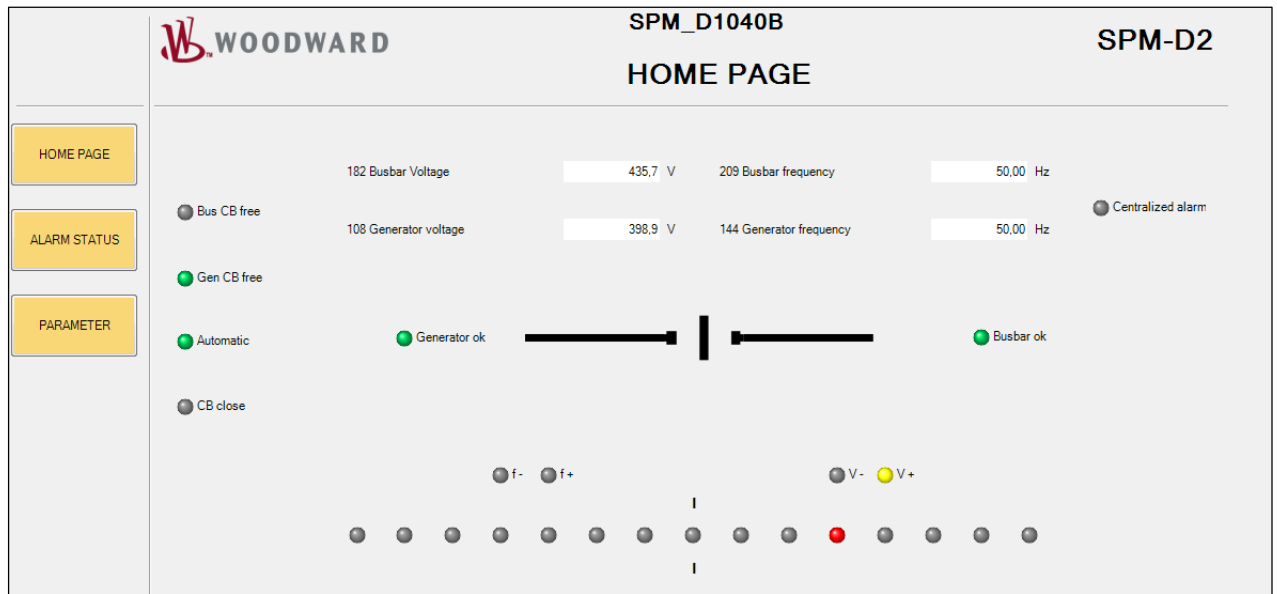 WOODWARD
SPM_D1040B
SPM-D2
HOME PAGE
HOME PAGE
ALARM STATUS
PARAMETER
182 Busbar Voltage 435,7 V 209 Busbar frequency 50,00 Hz
Bus CB free
Centralized alarm
108 Generator voltage 398,9 V 144 Generator frequency 50,00 Hz
Gen CB free
Automatic
Generator ok
Busbar ok
CB close
f - f + V - V +
I
I